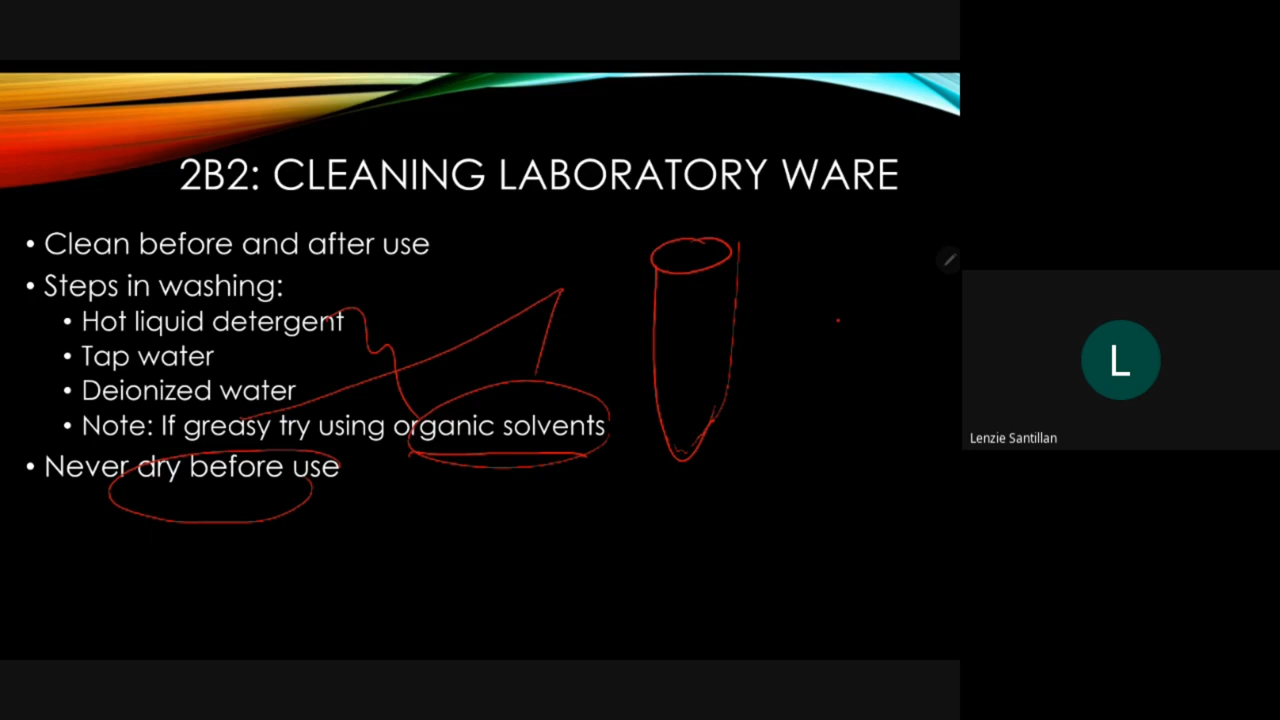 2B2: CLEANING LABORATORY WARE
• Clean before and after use
• Steps in washing:
• Hot liquid detergent
• Tap water
• Deionized water
• Note: If greasy try using organic solvents
• Never dry before use
L
Lenzie Santillan